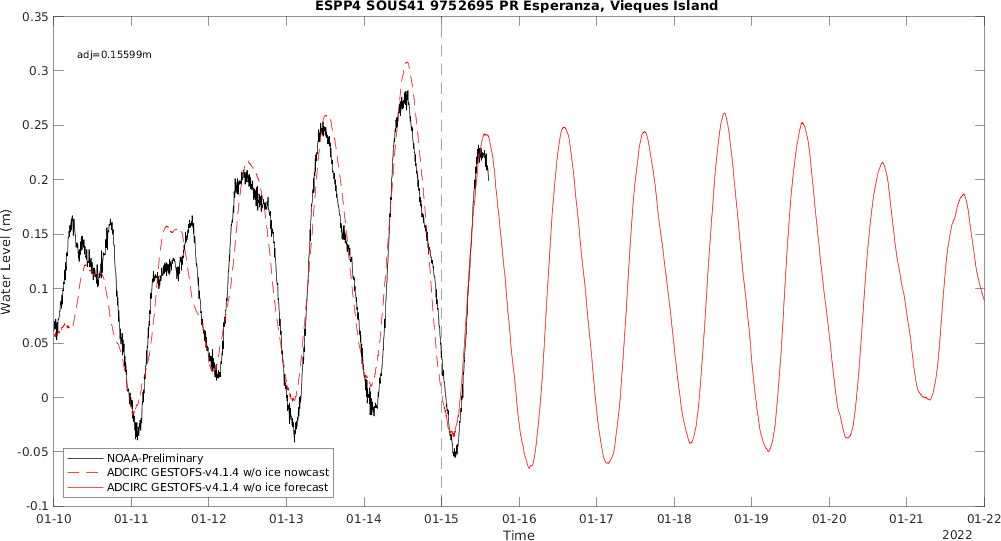 ESPP4 SOUS41 9752695 PR Esperanza, Vieques Island
0.35
0.3
0.25
0.2
0.15
0.1
0.05
0
-0.05
-0.1
Water Level (m)
adj=0.15599m
NOAA-Preliminary
ADCIRC GESTOFS-v4.1.4 w/o ice nowcast
ADCIRC GESTOFS-v4.1.4 w/o ice forecast
01-10 01-11 01-12 01-13 01-14 01-15 01-16 01-17 01-18 01-19 01-20 01-21 01-22
Time
2022